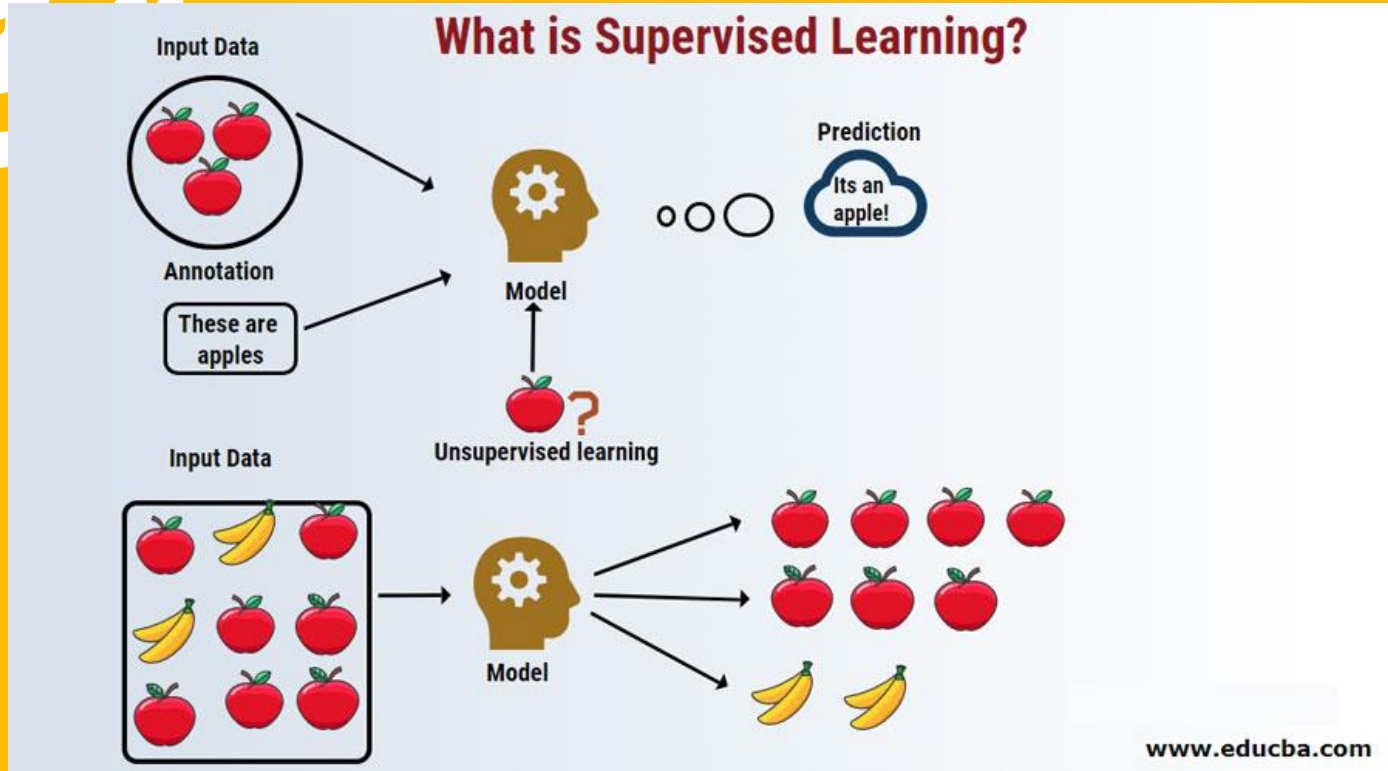 What is Supervised Learning?
Input Data
Annotation
These are
apples
Model
Prediction
Its an
apple!
?
Unsupervised learning
Input Data
Model
www.educba.com